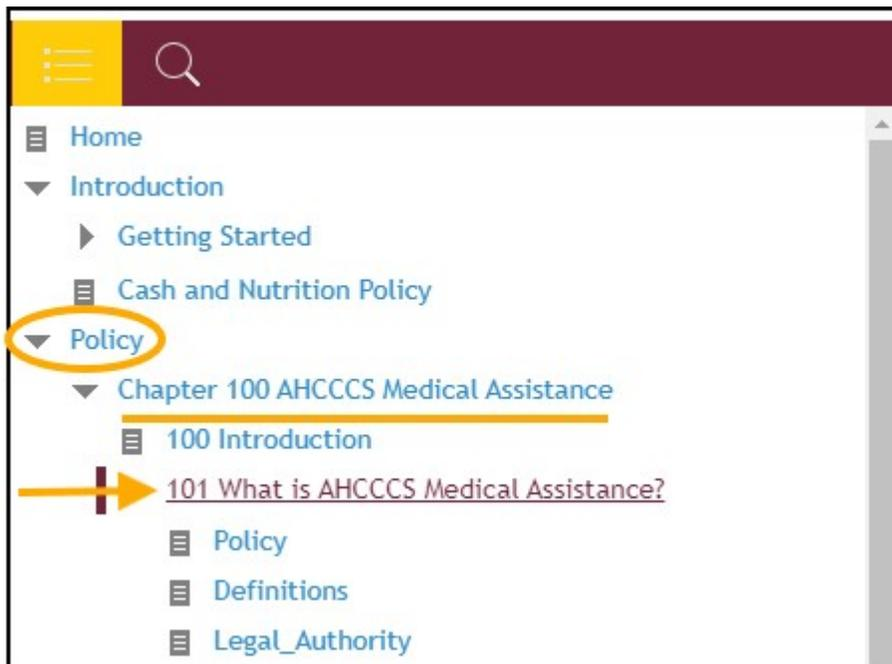 Home
Introduction
Getting Started
Cash and Nutrition Policy
Policy
Chapter 100 AHCCCS Medical Assistance
100 Introduction
101 What is AHCCCS Medical Assistance?
Policy
Definitions
Legal_Authority